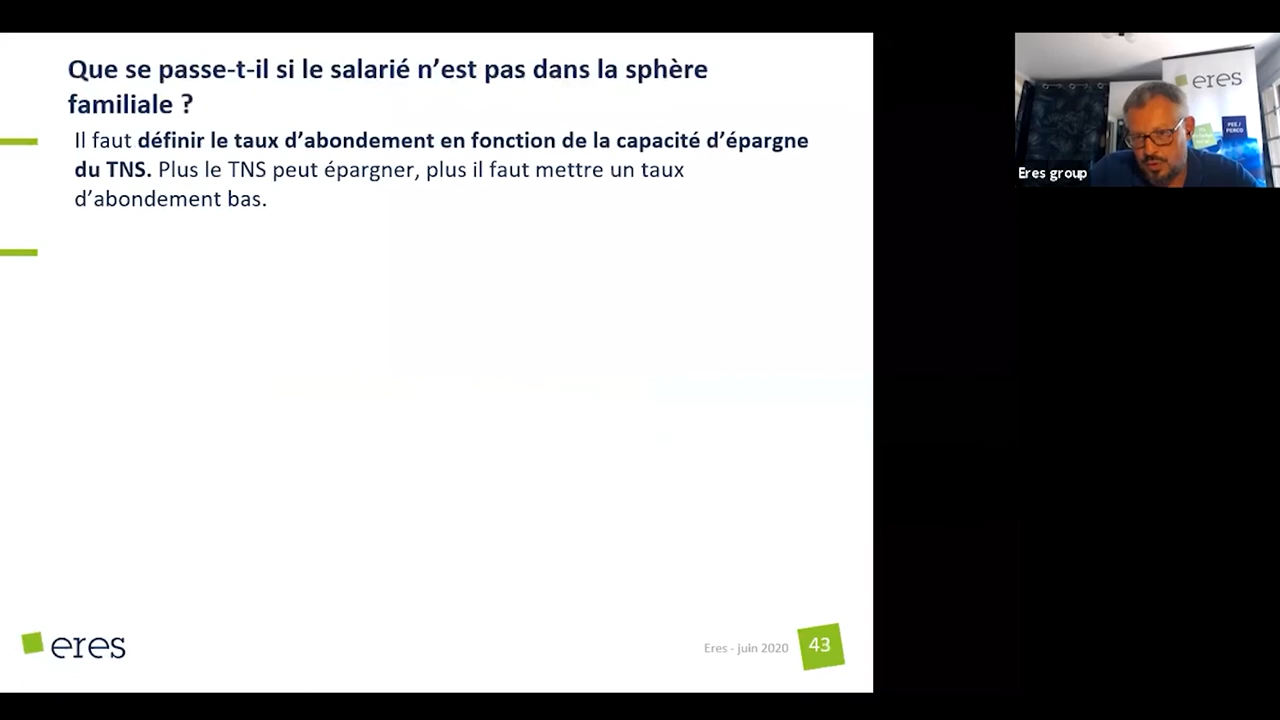 Que se passe-t-il si le salarié n’est pas dans la sphère
familiale ?
Il faut définir le taux d’abondement en fonction de la capacité d’épargne
du TNS. Plus le TNS peut épargner, plus il faut mettre un taux
d’abondement bas.
eres
Eres - juin 2020
43
eres
PEE /
PERCO
Eres group